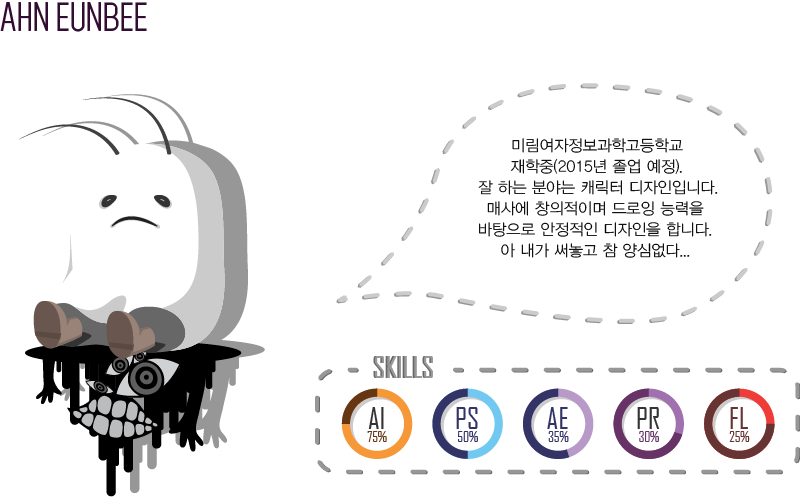 AHN EUNBEE
미림여자정보과학고등학교
재학중(2015년 졸업 예정).
잘 하는 분야는 캐릭터 디자인입니다.
매사에 창의적이며 드로잉 능력을
바탕으로 안정적인 디자인을 합니다.
아 내가 써놓고 참 양심없다...
SKILLS
AI PS AE PR FL
75% 50% 35% 30% 25%